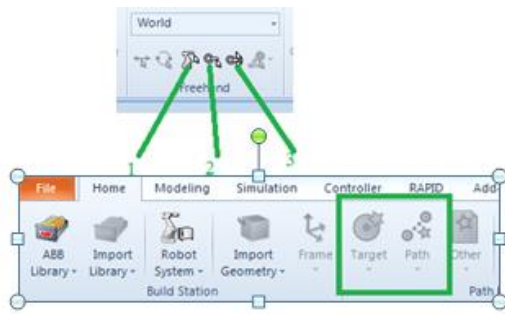 World
Freehand
1 2 3
File Home Modeling Simulation Controller RAPID Add-
ABB Library Import Library Robot System Import Geometry Frame Target Path Other
Build Station Path